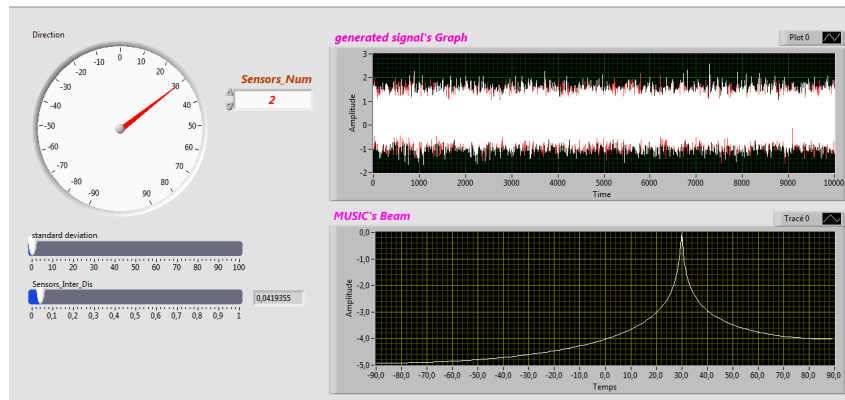 Direction
-90 -80 -60 -50 -40 -30 -20 -10 0 10 20 30 40 50 60 70 80 90
Sensors_Num
2
standard deviation
0 10 20 30 40 50 60 70 80 90 100
Sensors_Inter_Dis
0 0,1 0,2 0,3 0,4 0,5 0,6 0,7 0,8 0,9 1
0,0419355
generated signal's Graph
Plot 0
Amplitude
3
2
1
0
-1
-2
0 1000 2000 3000 4000 5000 6000 7000 8000 9000 10000
Time
MUSIC's Beam
Tracé 0
Amplitude
0,0
-1,0
-2,0
-3,0
-4,0
-5,0
-90,0 -80,0 -70,0 -60,0 -50,0 -40,0 -30,0 -20,0 -10,0 0,0 10,0 20,0 30,0 40,0 50,0 60,0 70,0 80,0 90,0
Temps